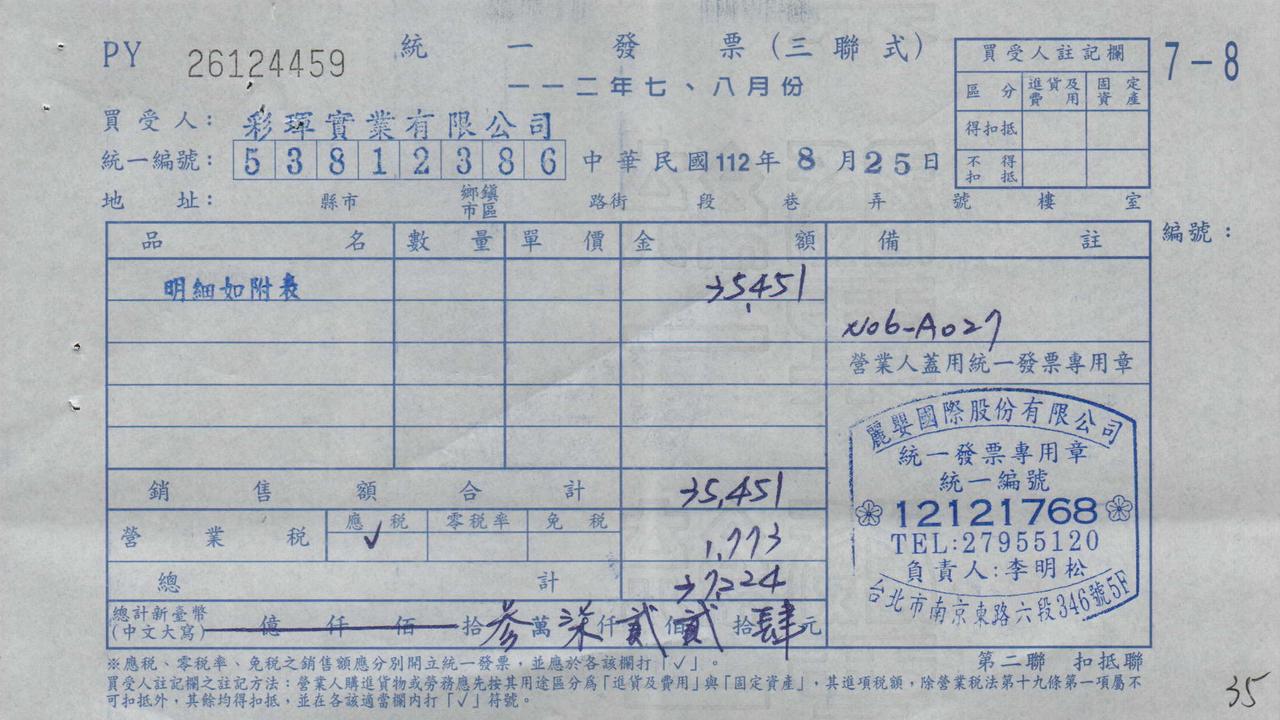 PY 26124459 統一發票(三聯式) 7-8
一一二年七、八月份
買受人註記欄
區分 進貨及費用 固定資產
得扣抵
不得扣抵
買受人: 彩琿實業有限公司
統一編號: 53812386 中華民國112年8月25日
地址: 縣市 鄉鎮市區 路街 段 巷 弄 號 樓 室
品名 數量 單價 金額 備註 編號:
明細如附表 35,451
N06-A027
營業人蓋用統一發票專用章
麗嬰國際股份有限公司
統一發票專用章
統一編號
12121768
TEL:27955120
負責人:李明松
台北市南京東路六段346號5F
銷售額合計 35,451
營業稅 應稅 ✓ 零稅率 免稅 1,773
總計 37,224
總計新臺幣(中文大寫) 億仟佰拾參萬柒仟貳佰貳拾肆元
※應稅、零稅率、免稅之銷售額應分別開立統一發票,並應於各該欄打「✓」。 第二聯 扣抵聯
買受人註記欄之註記方法:營業人購進貨物或勞務應先按其用途區分為「進貨及費用」與「固定資產」,其進項稅額,除營業稅法第十九條第一項屬不
可扣抵外,其餘均得扣抵,並在各該適當欄內打「✓」符號。
35